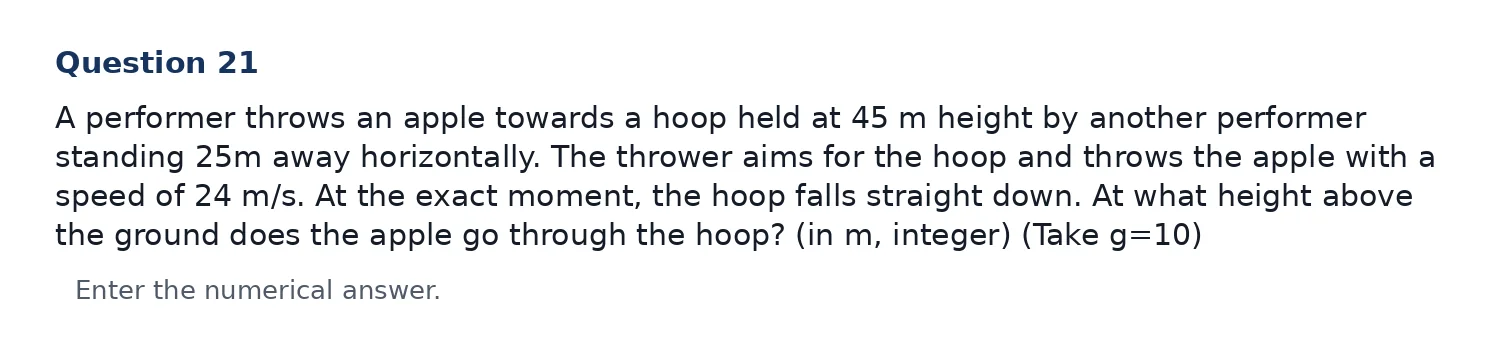 Question 21
A performer throws an apple towards a hoop held at 45 m height by another performer
standing 25m away horizontally. The thrower aims for the hoop and throws the apple with a
speed of 24 m/s. At the exact moment, the hoop falls straight down. At what height above
the ground does the apple go through the hoop? (in m, integer) (Take g=10)
Enter the numerical answer.